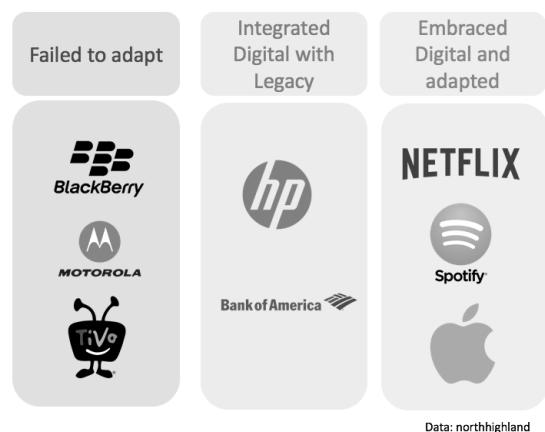 Failed to adapt
Integrated
Digital with
Legacy
Embraced
Digital and
adapted
BlackBerry
MOTOROLA
TiVo
hp
Bank of America
NETFLIX
Spotify
Data: northhighland